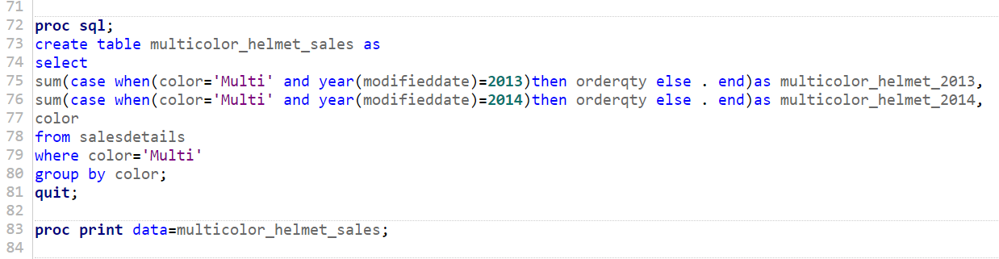 71
72 proc sql;
73 create table multicolor_helmet_sales as
74 select
75 sum(case when(color='Multi' and year(modifieddate)=2013)then orderqty else . end)as multicolor_helmet_2013,
76 sum(case when(color='Multi' and year(modifieddate)=2014)then orderqty else . end)as multicolor_helmet_2014,
77 color
78 from salesdetails
79 where color='Multi'
80 group by color;
81 quit;
82
83 proc print data=multicolor_helmet_sales;
84